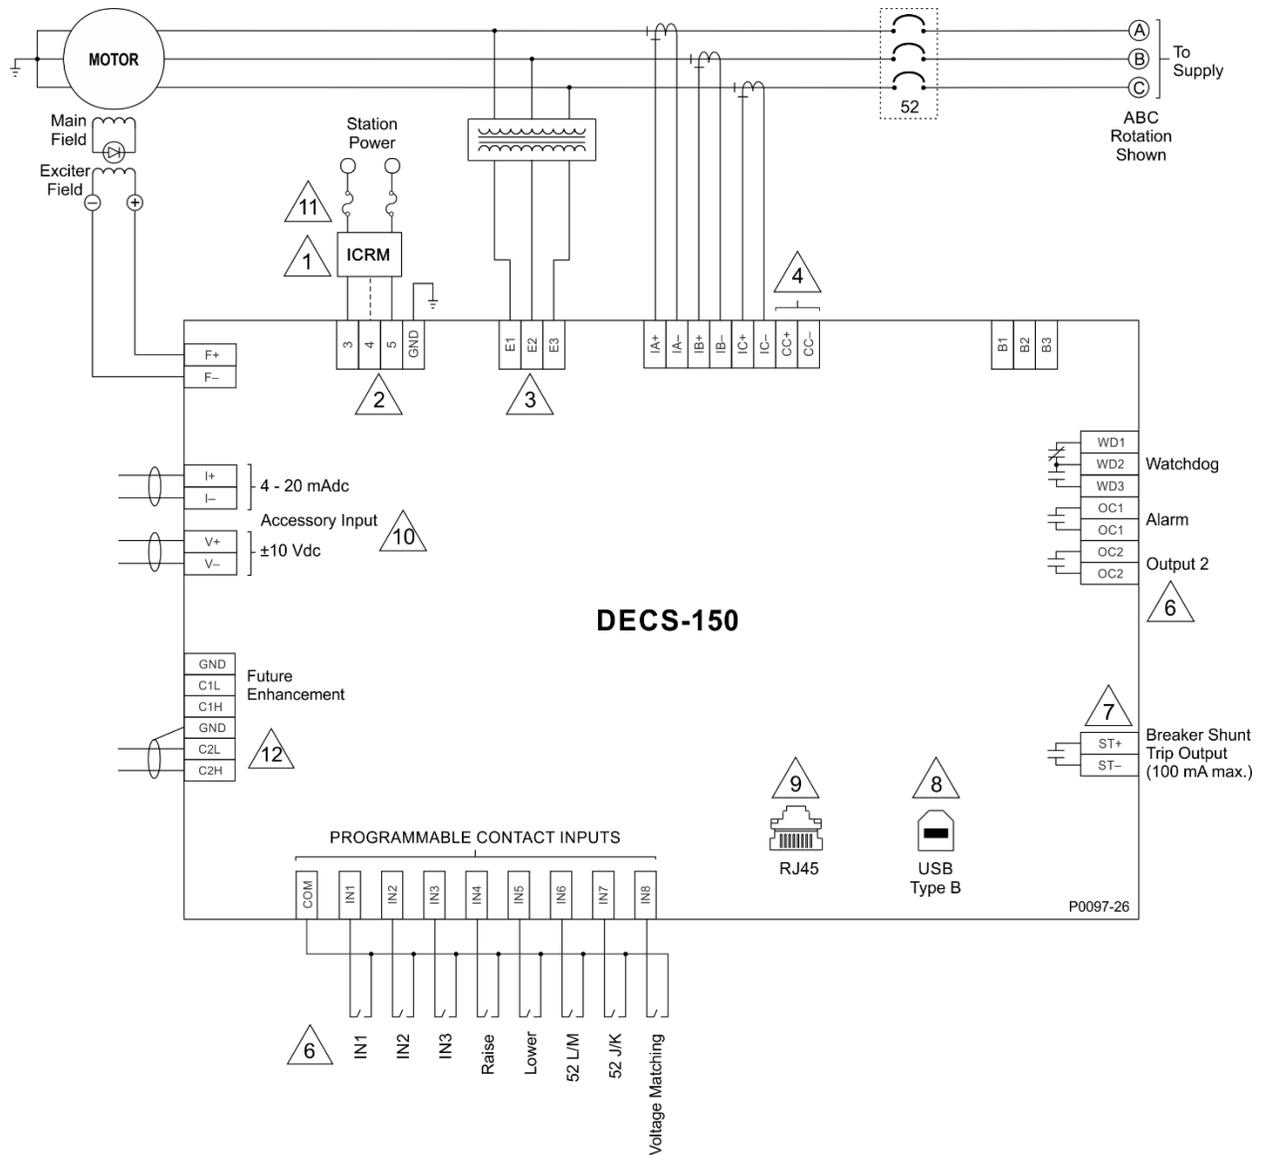 MOTOR
A
B
C
To
Supply
52
ABC
Rotation
Shown
Main
Field
Exciter
Field
−
+
Station
Power
11
1
ICRM
4
3
4
5
GND
E1
E2
E3
IA+
IA−
IB+
IB−
IC+
IC−
CC+
CC−
B1
B2
B3
F+
F−
2
3
I+
I−
4 - 20 mAdc
Accessory Input
10
V+
V−
±10 Vdc
WD1
WD2
WD3
Watchdog
OC1
OC1
Alarm
OC2
OC2
Output 2
6
DECS-150
GND
C1L
C1H
GND
C2L
C2H
Future
Enhancement
12
7
ST+
ST−
Breaker Shunt
Trip Output
(100 mA max.)
9
RJ45
8
USB
Type B
PROGRAMMABLE CONTACT INPUTS
COM
IN1
IN2
IN3
IN4
IN5
IN6
IN7
IN8
P0097-26
6
IN1
IN2
IN3
Raise
Lower
52 L/M
52 J/K
Voltage Matching